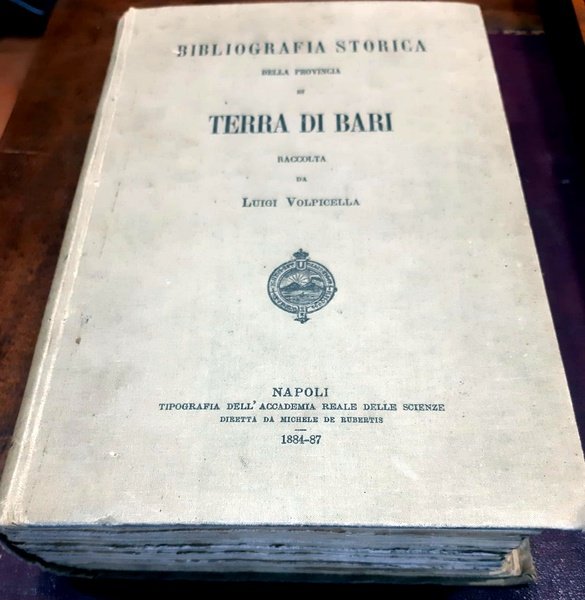 BIBLIOGRAFIA STORICA
DELLA PROVINCIA
DI
TERRA DI BARI
RACCOLTA
DA
LUIGI VOLPICELLA
NAPOLI
TIPOGRAFIA DELL'ACCADEMIA REALE DELLE SCIENZE
DIRETTA DA MICHELE DE RUBERTIS
1884-87